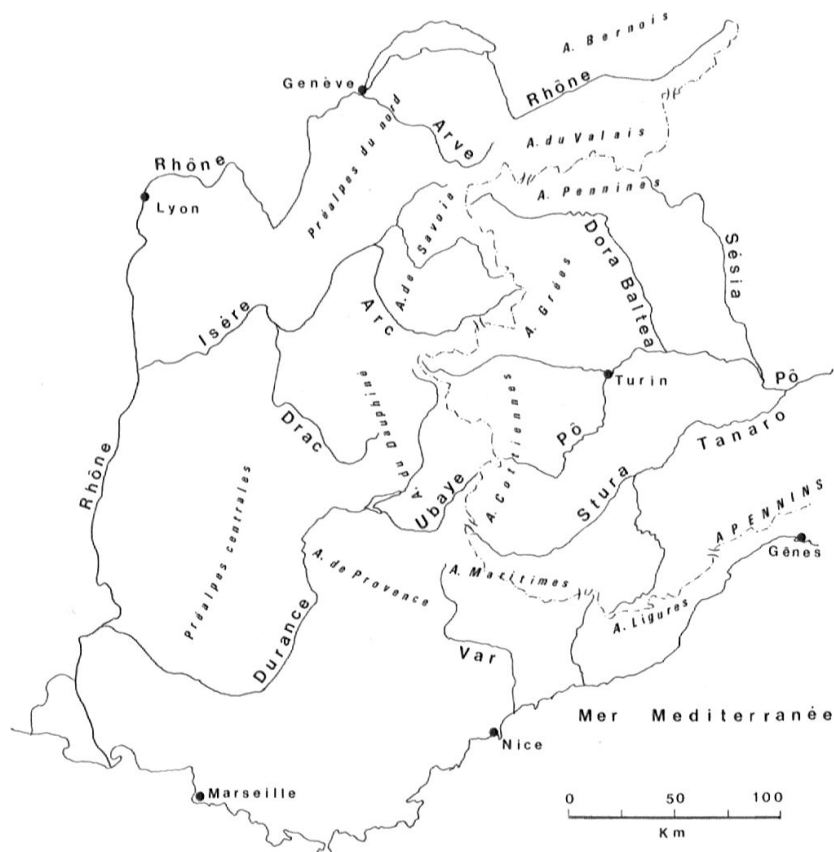 A. Bernois
Genève
Rhône
Arve
A. du Valais
Préalpes du nord
Rhône
Lyon
A. Pennines
A. de Savoie
Dora Baltea
Sésia
A. Grées
Isère
Arc
Turin
Pô
A. du Dauphiné
A. Cottiennes
Pô
Drac
Tanaro
Rhône
Ubaye
Stura
Préalpes centrales
APENNINS
Gênes
A. de Provence
A. Maritimes
A. Ligures
Durance
Var
Mer Mediterranée
Nice
Marseille
0 50 100
Km